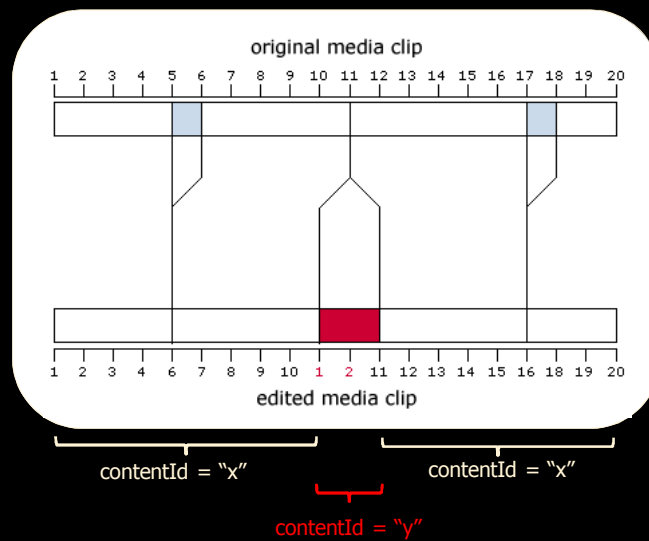 original media clip
1 2 3 4 5 6 7 8 9 10 11 12 13 14 15 16 17 18 19 20
1 2 3 4 6 7 8 9 10 1 2 11 12 13 14 15 16 18 19 20
edited media clip
contentId = “x” contentId = “x”
contentId = “y”